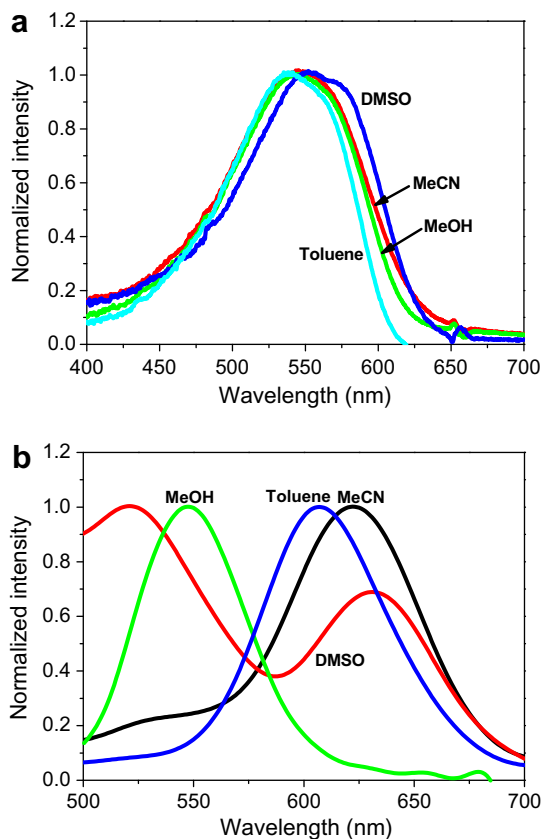 a
1.2
1.0
0.8
0.6
0.4
0.2
0.0
Normalized intensity
DMSO
MeCN
MeOH
Toluene
400 450 500 550 600 650 700
Wavelength (nm)
b
1.2
1.0
0.8
0.6
0.4
0.2
0.0
Normalized intensity
MeOH Toluene MeCN
DMSO
500 550 600 650 700
Wavelength (nm)